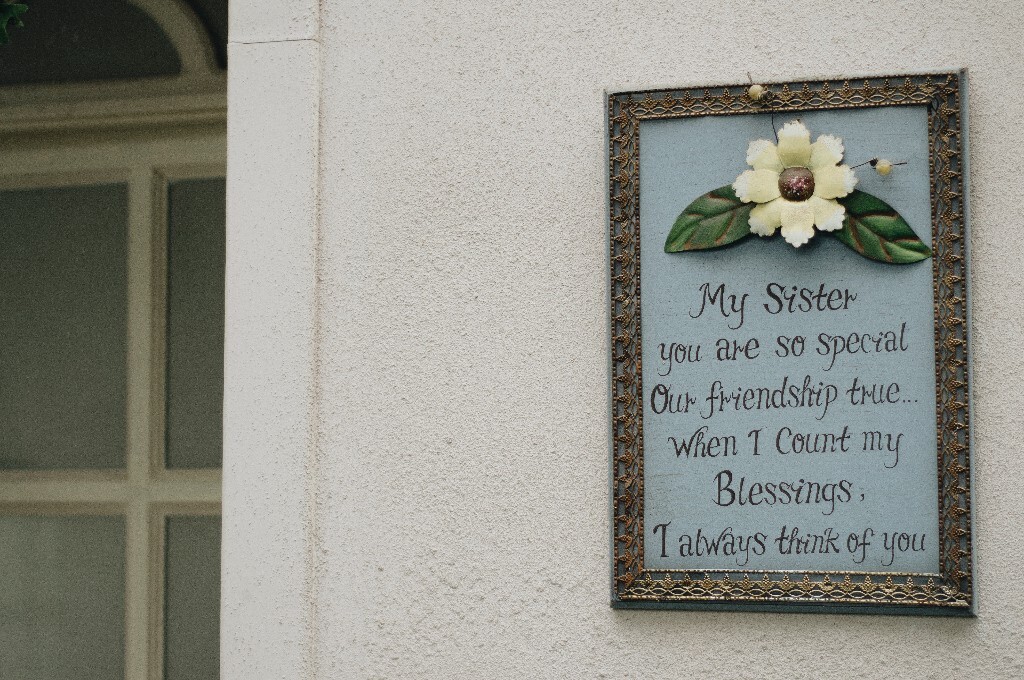 My Sister
you are so special
Our friendship true...
When I Count my
Blessings,
I always think of you